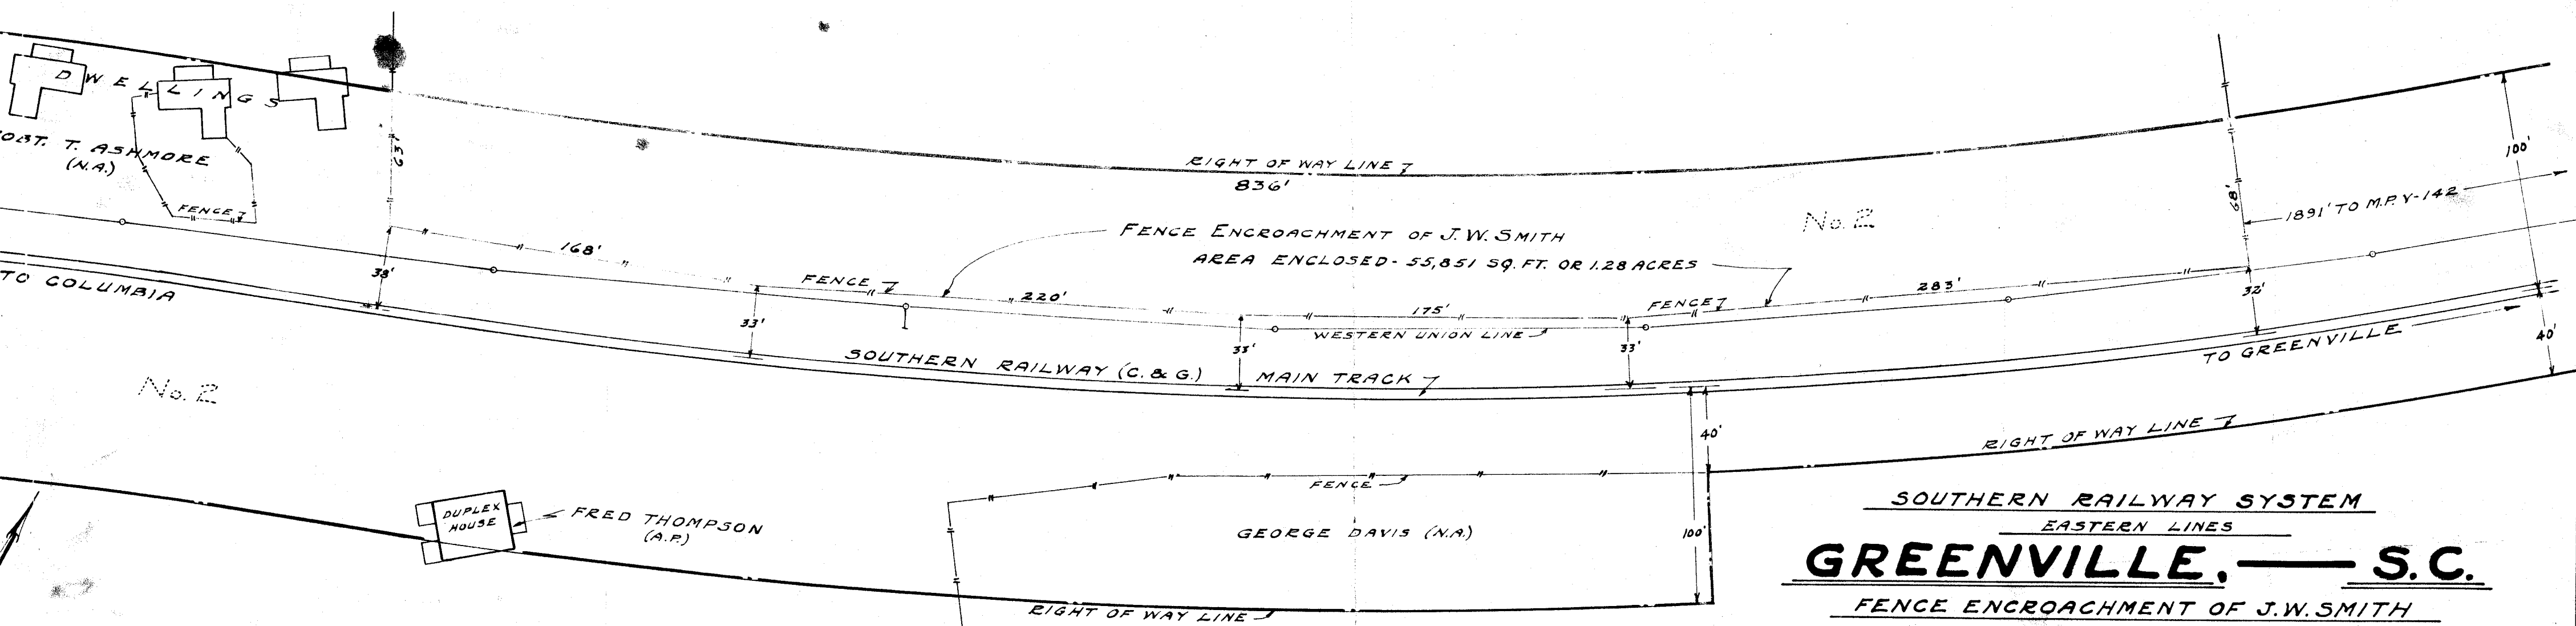 DWELLINGS
T. ASHMORE
(N.A.)
FENCE
63'
38'
TO COLUMBIA
No. 2
168'
RIGHT OF WAY LINE
836'
FENCE ENCROACHMENT OF J.W. SMITH
AREA ENCLOSED - 55,851 SQ. FT. OR 1.28 ACRES
No. 2
FENCE
220'
175'
FENCE
283'
33'
33'
33'
32'
WESTERN UNION LINE
SOUTHERN RAILWAY (C. & G.) MAIN TRACK
68'
1891' TO M.P. V-142
100'
40'
TO GREENVILLE
RIGHT OF WAY LINE
40'
100'
FENCE
GEORGE DAVIS (N.A.)
DUPLEX
HOUSE
FRED THOMPSON
(A.P.)
RIGHT OF WAY LINE
SOUTHERN RAILWAY SYSTEM
EASTERN LINES
GREENVILLE, — S.C.
FENCE ENCROACHMENT OF J.W. SMITH